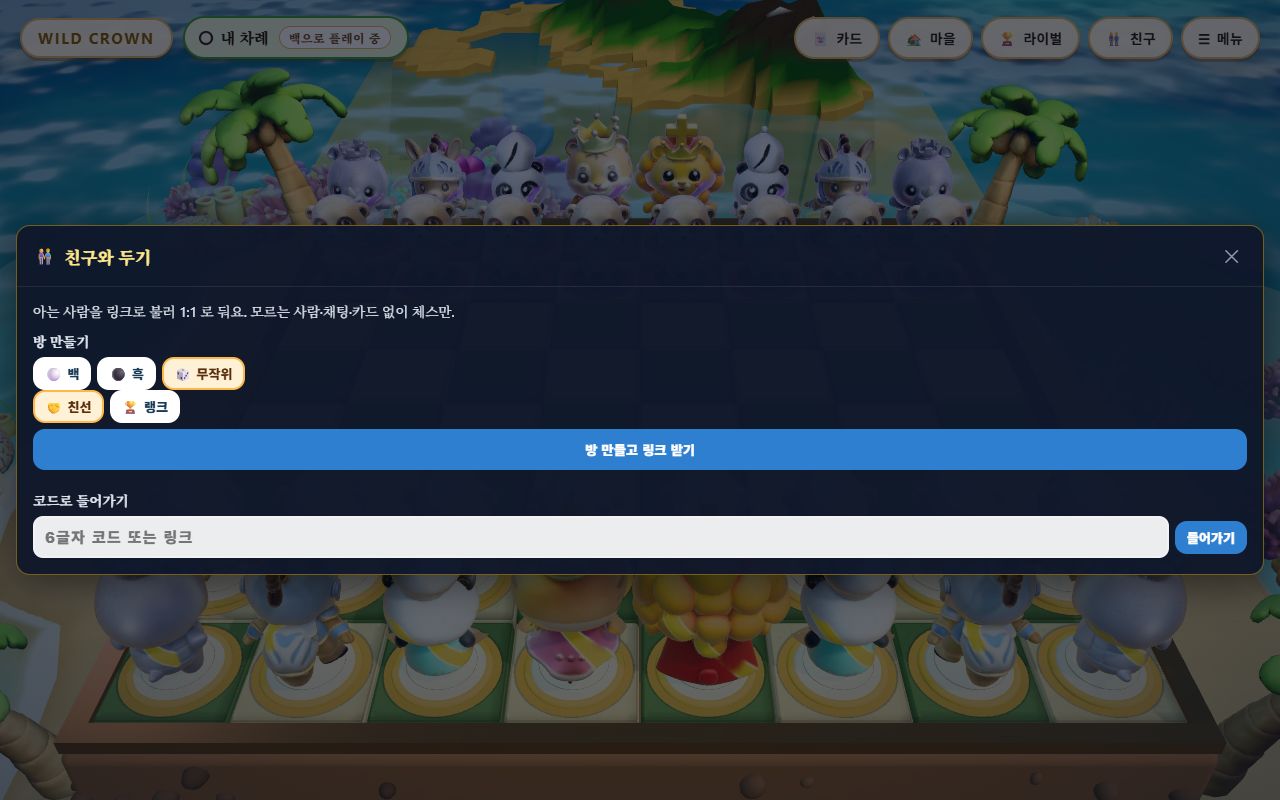 WILD CROWN
내 차례
백으로 플레이 중
카드
마을
라이벌
친구
☰ 메뉴
친구와 두기
아는 사람을 링크로 불러 1:1 로 둬요. 모르는 사람·채팅·카드 없이 체스만.
방 만들기
백
흑
무작위
친선
랭크
방 만들고 링크 받기
코드로 들어가기
6글자 코드 또는 링크
들어가기